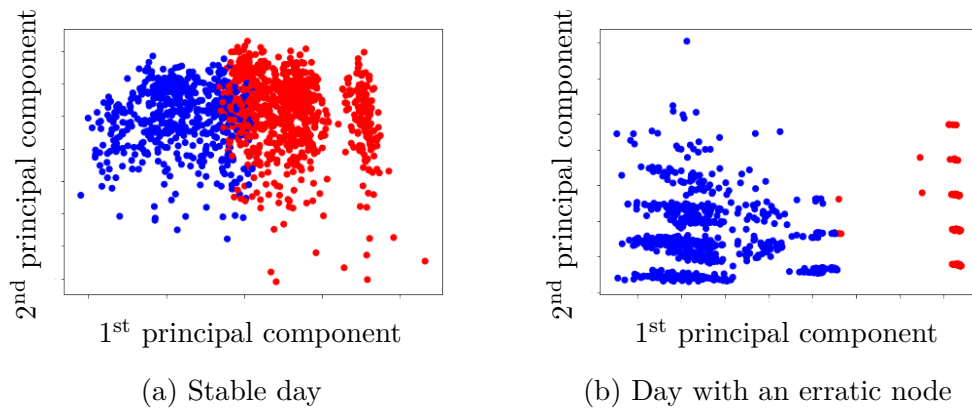 2nd principal component
1st principal component
(a) Stable day
2nd principal component
1st principal component
(b) Day with an erratic node